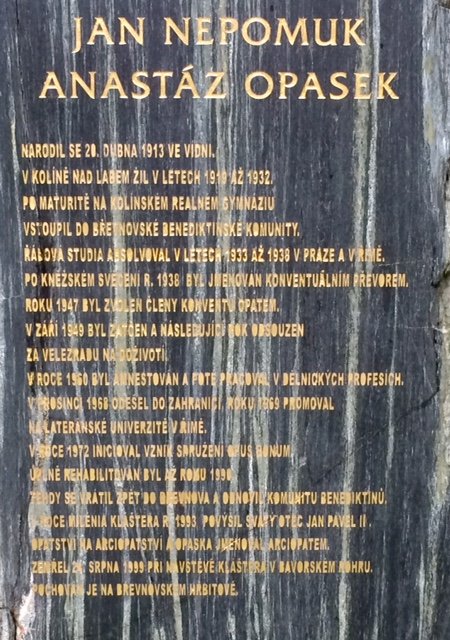 JAN NEPOMUK
ANASTÁZ OPASEK
NARODIL SE 20. DUBNA 1913 VE VÍDNI.
V KOLÍNĚ NAD LABEM ŽIL V LETECH 1919 AŽ 1932.
PO MATURITĚ NA KOLÍNSKÉM REÁLNÉM GYMNÁZIU
VSTOUPIL DO BŘEVNOVSKÉ BENEDIKTINSKÉ KOMUNITY.
ŘÁDOVÁ STUDIA ABSOLVOVAL V LETECH 1933 AŽ 1938 V PRAZE A V ŘÍMĚ.
PO KNĚŽSKÉM SVĚCENÍ R. 1938 BYL JMENOVÁN KONVENTUÁLNÍM PŘEVOREM.
ROKU 1947 BYL ZVOLEN ČLENY KONVENTU OPATEM.
V ZÁŘÍ 1949 BYL ZATČEN A NÁSLEDUJÍCÍ ROK ODSOUZEN
ZA VELEZRADU NA DOŽIVOTÍ.
V ROCE 1960 BYL AMNESTOVÁN A POTÉ PRACOVAL V DĚLNICKÝCH PROFESÍCH.
V PROSINCI 1968 ODEŠEL DO ZAHRANIČÍ, ROKU 1969 PROMOVAL
NA LATERÁNSKÉ UNIVERZITĚ V ŘÍMĚ.
V ROCE 1972 INICIOVAL VZNIK SDRUŽENÍ OPUS BONUM.
ÚPLNĚ REHABILITOVÁN BYL AŽ ROKU 1990.
TEHDY SE VRÁTIL ZPĚT DO BŘEVNOVA A OBNOVIL KOMUNITU BENEDIKTINŮ.
V ROCE MILÉNIA KLÁŠTERA R. 1993 POVÝŠIL SVATÝ OTEC JAN PAVEL II.
OPATSTVÍ NA ARCIOPATSTVÍ A OPASKA JMENOVAL ARCIOPATEM.
ZEMŘEL 24. SRPNA 1999 PŘI NÁVŠTĚVĚ KLÁŠTERA V BAVORSKÉM ROHRU.
POCHOVÁN JE NA BŘEVNOVSKÉM HŘBITOVĚ.